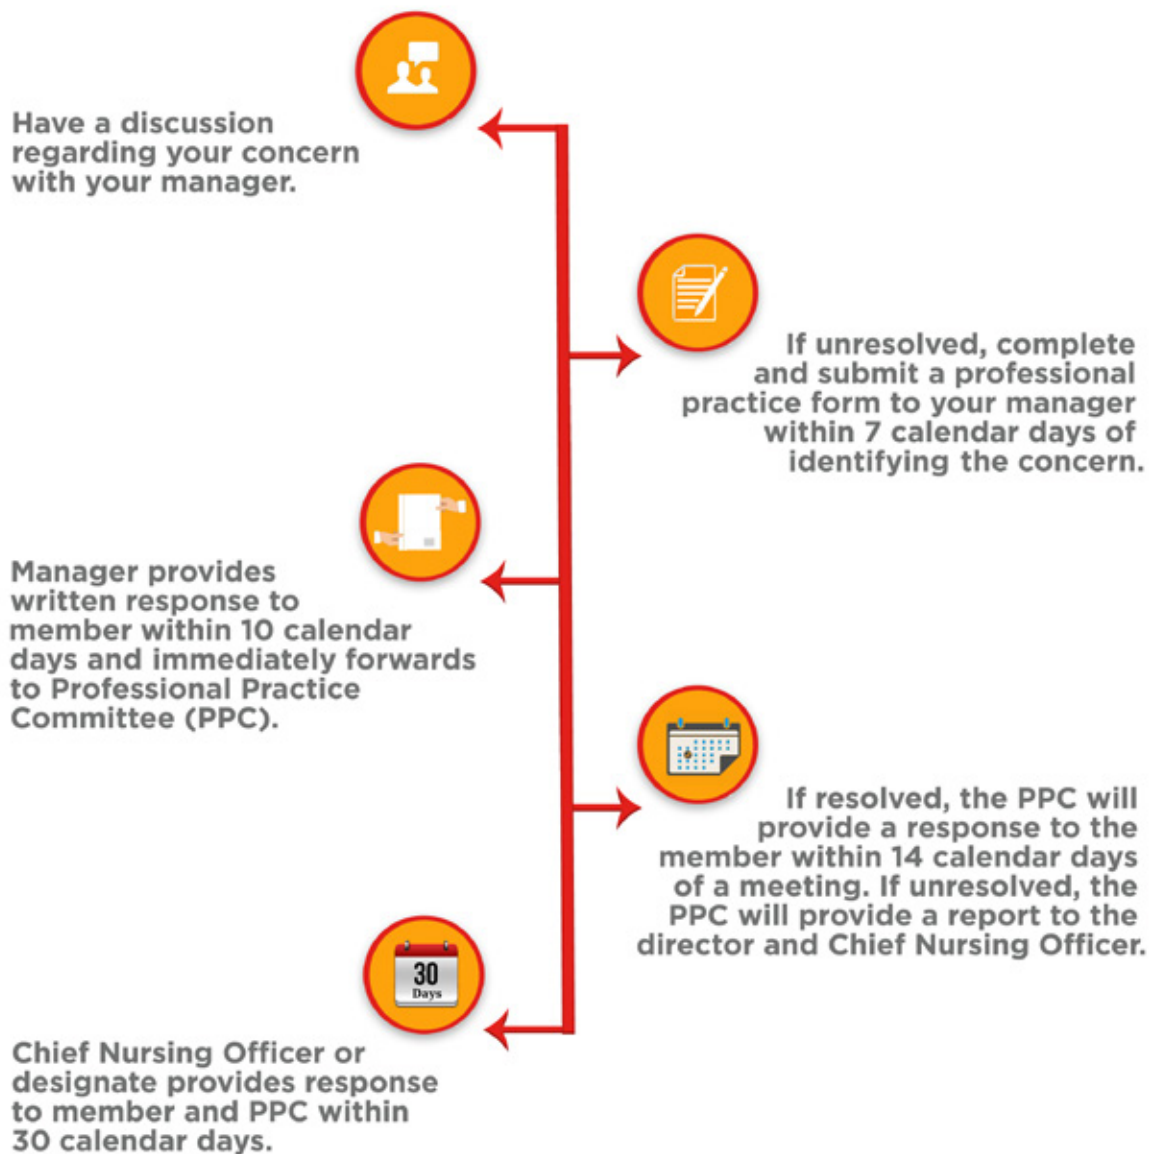 Have a discussion
regarding your concern
with your manager.
If unresolved, complete
and submit a professional
practice form to your manager
within 7 calendar days of
identifying the concern.
Manager provides
written response to
member within 10 calendar
days and immediately forwards
to Professional Practice
Committee (PPC).
If resolved, the PPC will
provide a response to the
member within 14 calendar days
of a meeting. If unresolved, the
PPC will provide a report to the
director and Chief Nursing Officer.
30
Days
Chief Nursing Officer or
designate provides response
to member and PPC within
30 calendar days.